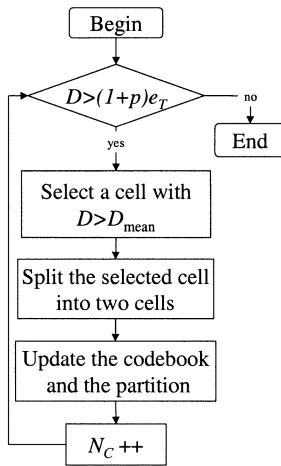 Begin
D>(1+p)e_T
no
End
yes
Select a cell with
D>D_mean
Split the selected cell
into two cells
Update the codebook
and the partition
N_C ++